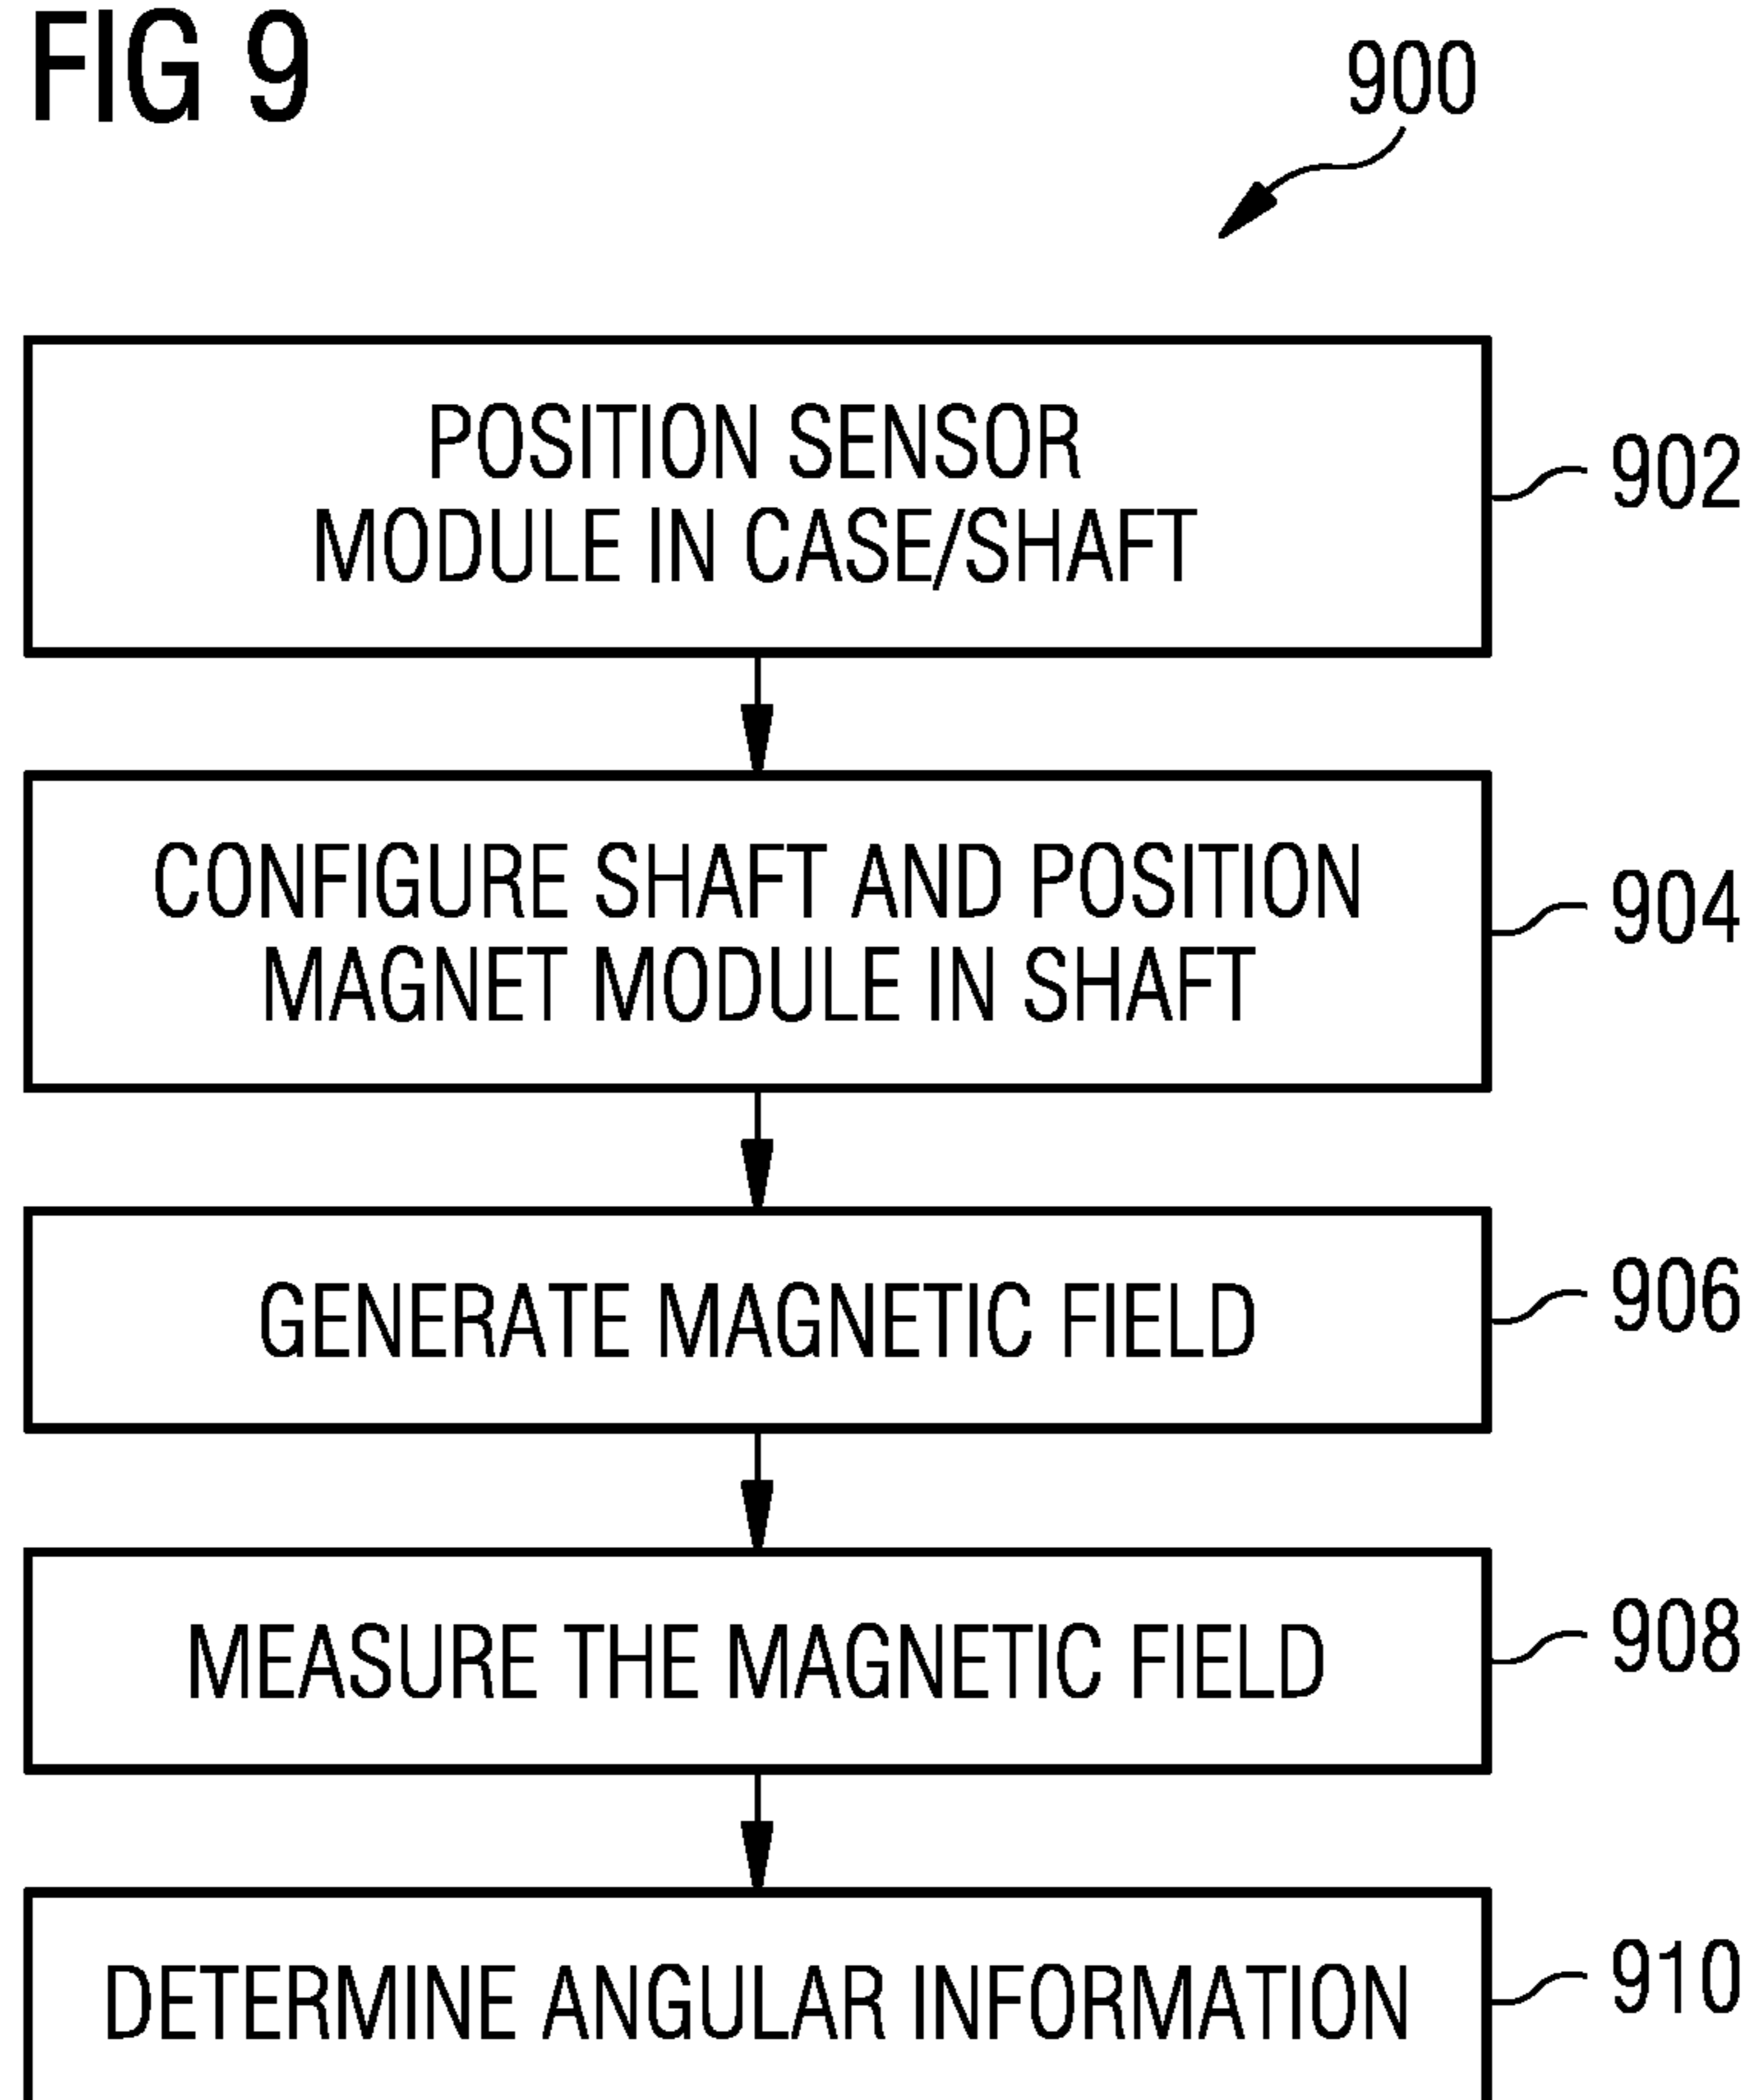 FIG 9
900
POSITION SENSOR
MODULE IN CASE/SHAFT
902
CONFIGURE SHAFT AND POSITION
MAGNET MODULE IN SHAFT
904
GENERATE MAGNETIC FIELD
906
MEASURE THE MAGNETIC FIELD
908
DETERMINE ANGULAR INFORMATION
910